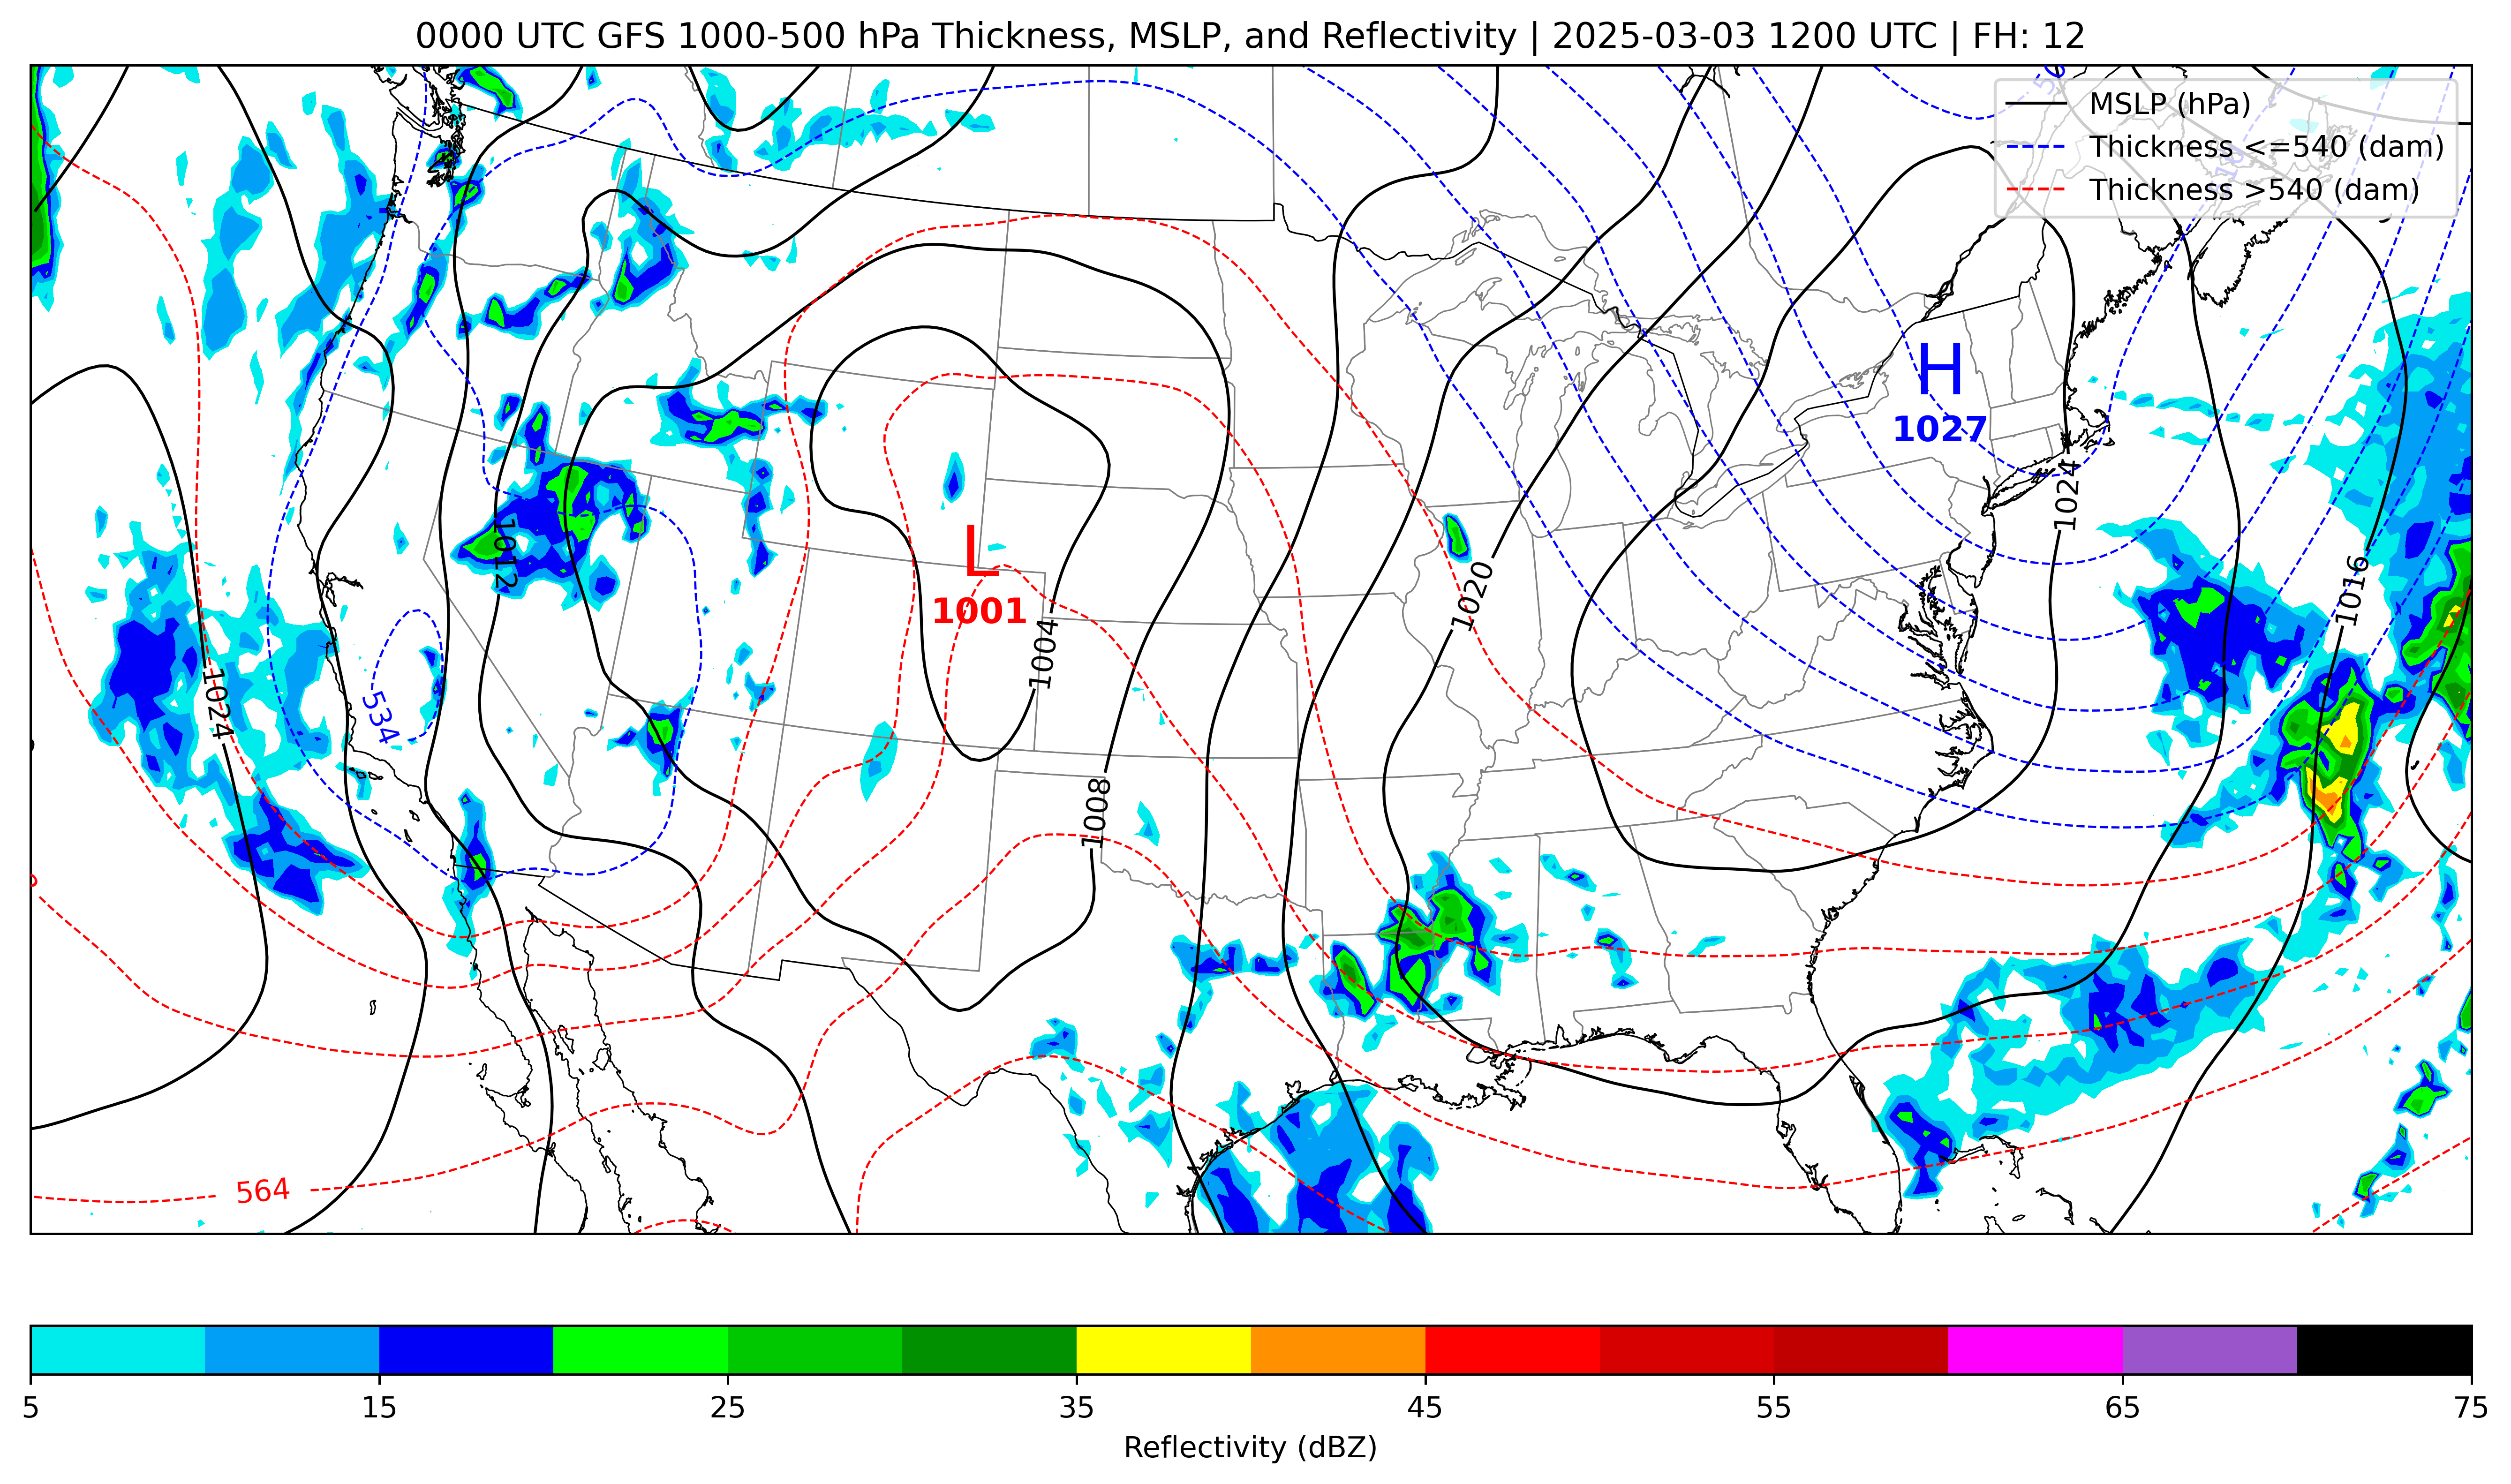 0000 UTC GFS 1000-500 hPa Thickness, MSLP, and Reflectivity | 2025-03-03 1200 UTC | FH: 12
MSLP (hPa)
Thickness <=540 (dam)
Thickness >540 (dam)
H
1027
1024
1012
L
1001
1016
1020
1004
1024
534
1008
564
5 15 25 35 45 55 65 75
Reflectivity (dBZ)